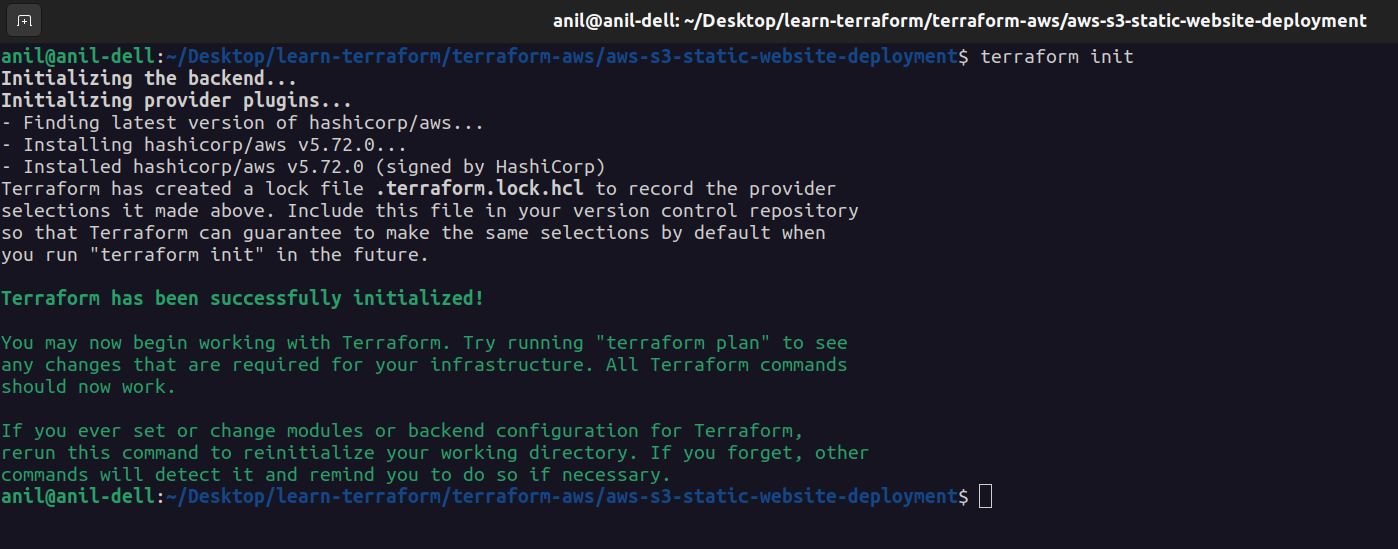 anil@anil-dell: ~/Desktop/learn-terraform/terraform-aws/aws-s3-static-website-deployment
anil@anil-dell:~/Desktop/learn-terraform/terraform-aws/aws-s3-static-website-deployment$ terraform init
Initializing the backend...
Initializing provider plugins...
- Finding latest version of hashicorp/aws...
- Installing hashicorp/aws v5.72.0...
- Installed hashicorp/aws v5.72.0 (signed by HashiCorp)
Terraform has created a lock file .terraform.lock.hcl to record the provider
selections it made above. Include this file in your version control repository
so that Terraform can guarantee to make the same selections by default when
you run "terraform init" in the future.
Terraform has been successfully initialized!
You may now begin working with Terraform. Try running "terraform plan" to see
any changes that are required for your infrastructure. All Terraform commands
should now work.
If you ever set or change modules or backend configuration for Terraform,
rerun this command to reinitialize your working directory. If you forget, other
commands will detect it and remind you to do so if necessary.
anil@anil-dell:~/Desktop/learn-terraform/terraform-aws/aws-s3-static-website-deployment$